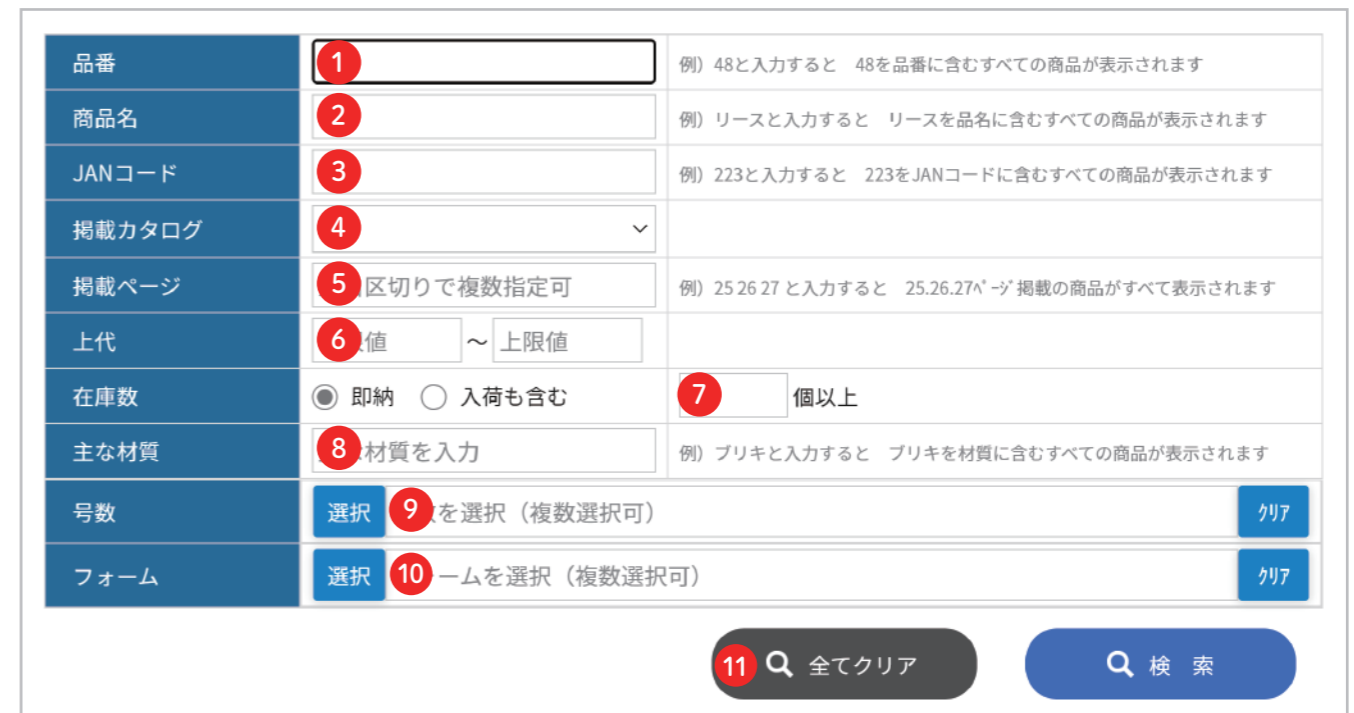 品番 1 例）48と入力すると　48を品番に含むすべての商品が表示されます
商品名 2 例）リースと入力すると　リースを品名に含むすべての商品が表示されます
JANコード 3 例）223と入力すると　223をJANコードに含むすべての商品が表示されます
掲載カタログ 4
掲載ページ 5 区切りで複数指定可 例）25 26 27 と入力すると　25.26.27ﾍﾟｰｼﾞ掲載の商品がすべて表示されます
上代 6 値 ～ 上限値
在庫数 即納 入荷も含む 7 個以上
主な材質 8 材質を入力 例）ブリキと入力すると　ブリキを材質に含むすべての商品が表示されます
号数 選択 9 を選択（複数選択可） ｸﾘｱ
フォーム 選択 10 ームを選択（複数選択可） ｸﾘｱ
11 全てクリア 検　索